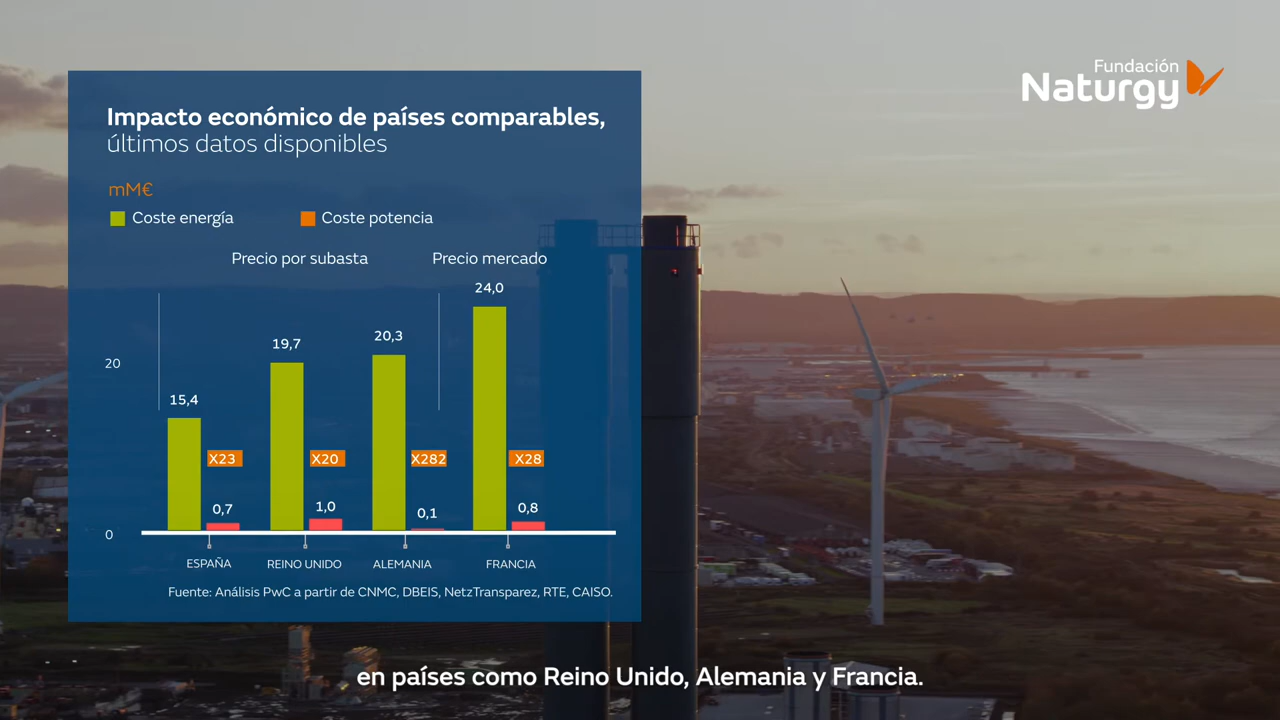 Fundación
Naturgy
Impacto económico de países comparables,
últimos datos disponibles
mM€
Coste energía
Coste potencia
Precio por subasta
Precio mercado
24,0
20,3
19,7
20
15,4
X23
X20
X282
X28
0,7
1,0
0,1
0,8
0
ESPAÑA
REINO UNIDO
ALEMANIA
FRANCIA
Fuente: Análisis PwC a partir de CNMC, DBEIS, NetzTransparez, RTE, CAISO.
en países como Reino Unido, Alemania y Francia.